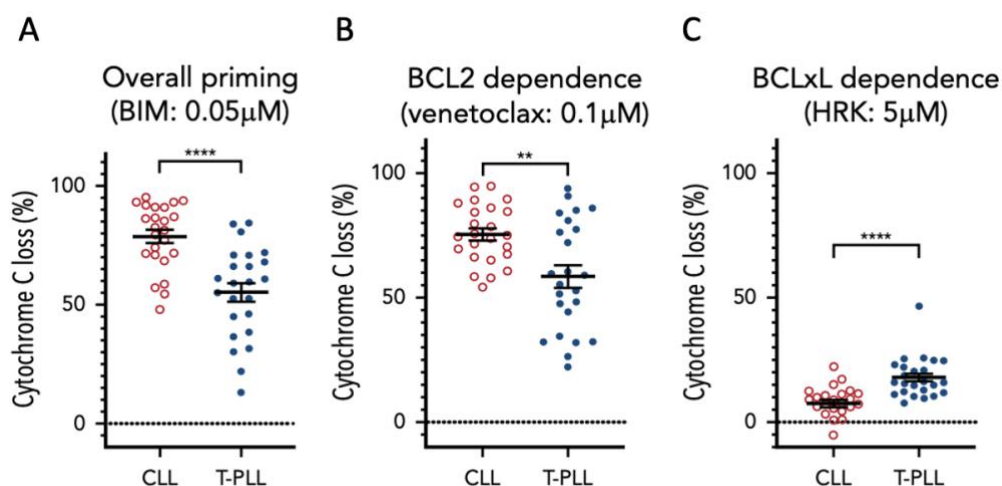 A
Overall priming
(BIM: 0.05μM)
Cytochrome C loss (%)
100
50
0
****
CLL
T-PLL
B
BCL2 dependence
(venetoclax: 0.1μM)
Cytochrome C loss (%)
100
50
0
**
CLL
T-PLL
C
BCLxL dependence
(HRK: 5μM)
Cytochrome C loss (%)
100
50
0
****
CLL
T-PLL